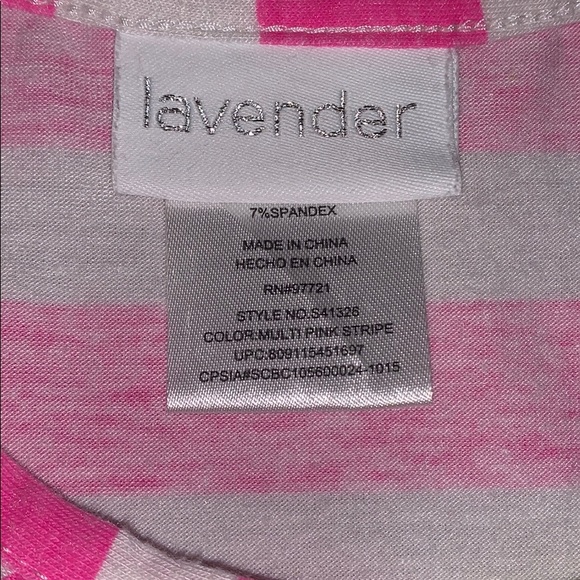 lavender
7%SPANDEX
MADE IN CHINA
HECHO EN CHINA
RN#97721
STYLE NO.S41326
COLOR:MULTI PINK STRIPE
UPC:809115451697
CPSIA#SCBC105600024-1015